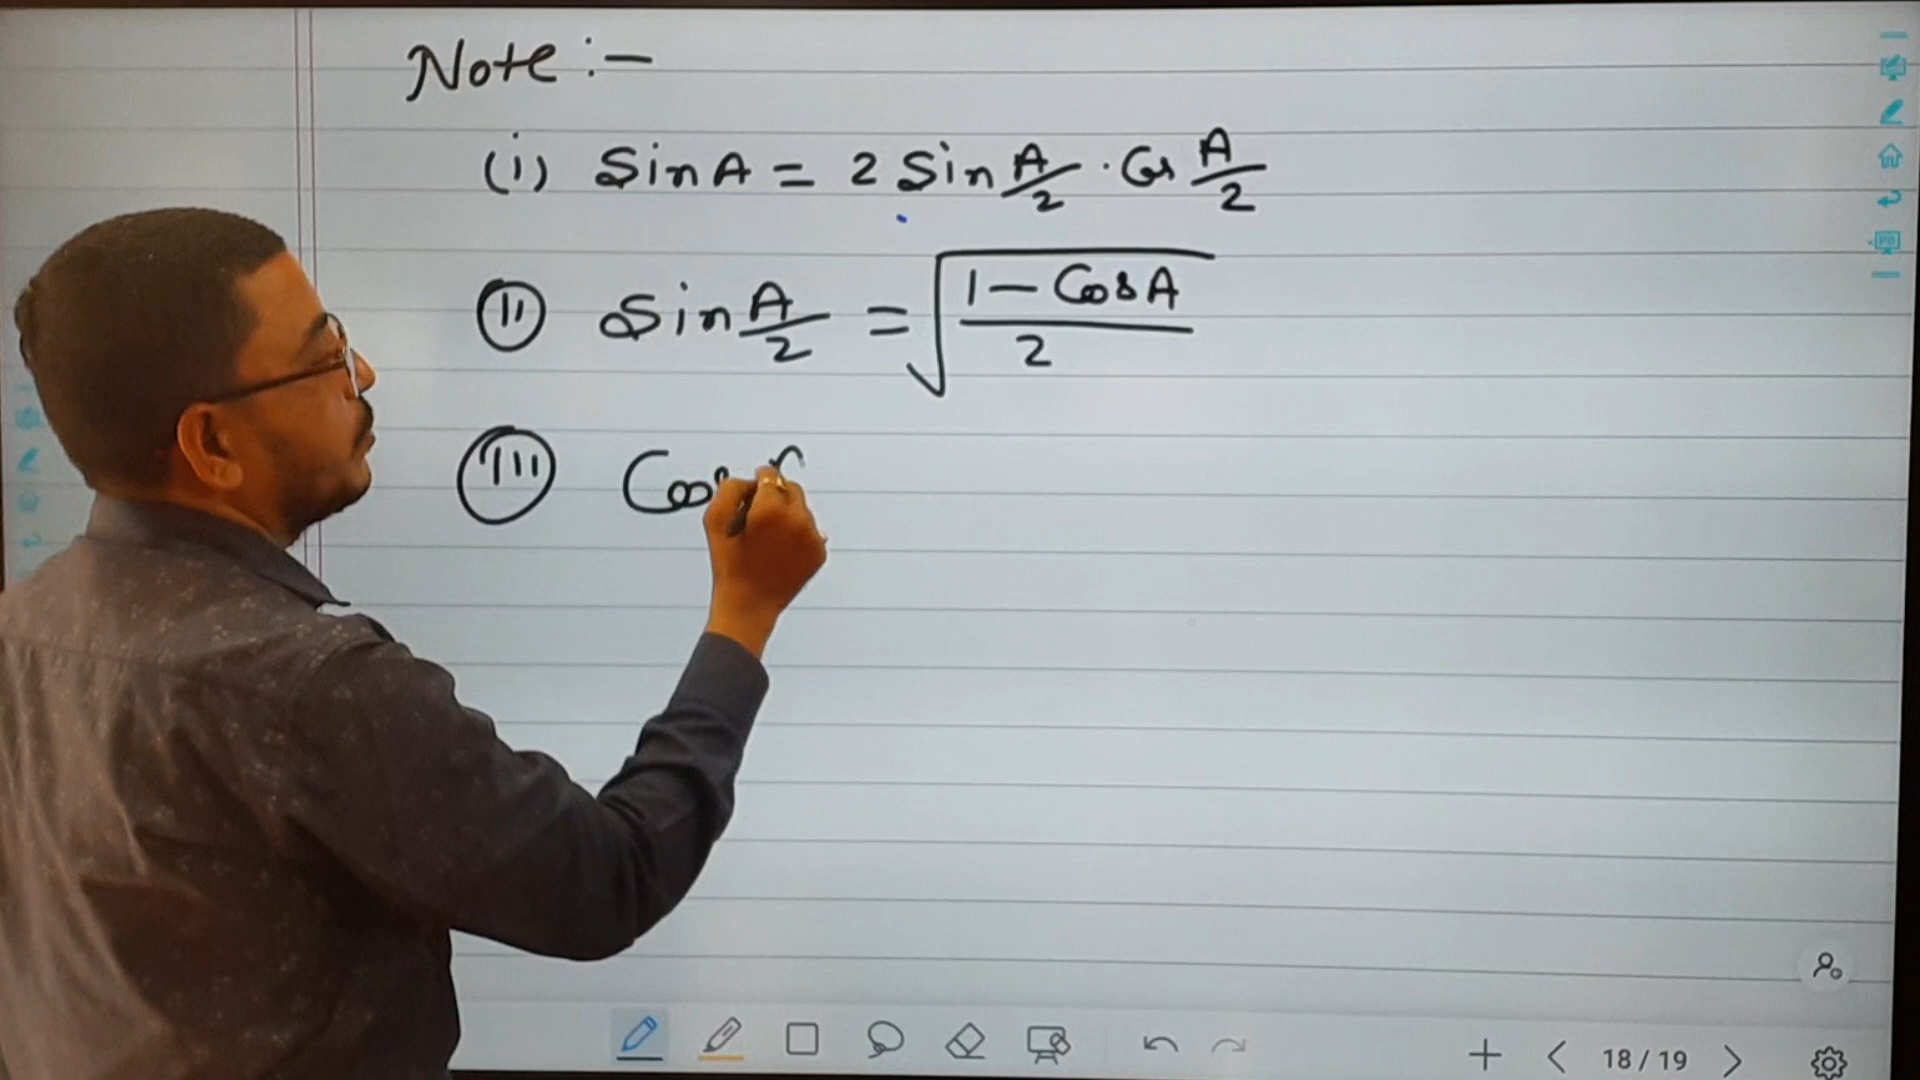 Note :-
(i) Sin A = 2 Sin A/2 . Cos A/2
(ii) Sin A/2 = √(1 - Cos A / 2)
(iii) Cos
18 / 19